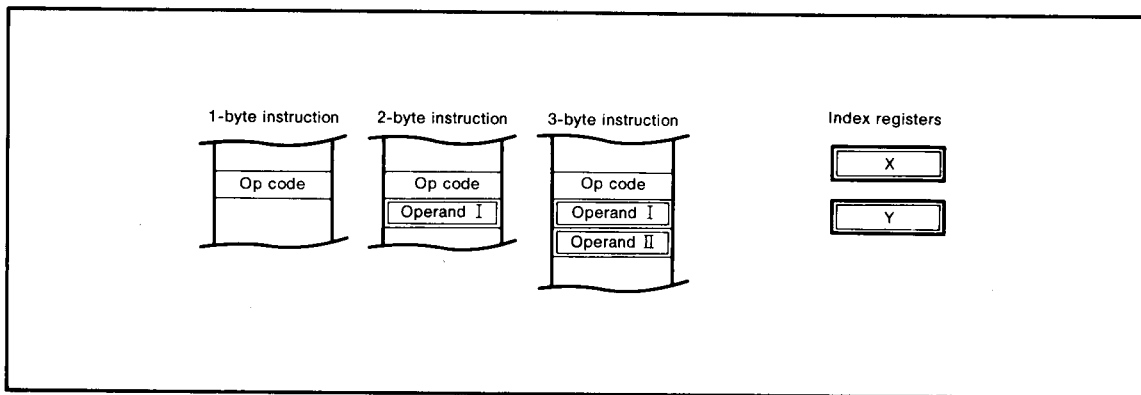 1-byte instruction
Op code
2-byte instruction
Op code
Operand I
3-byte instruction
Op code
Operand I
Operand II
Index registers
X
Y